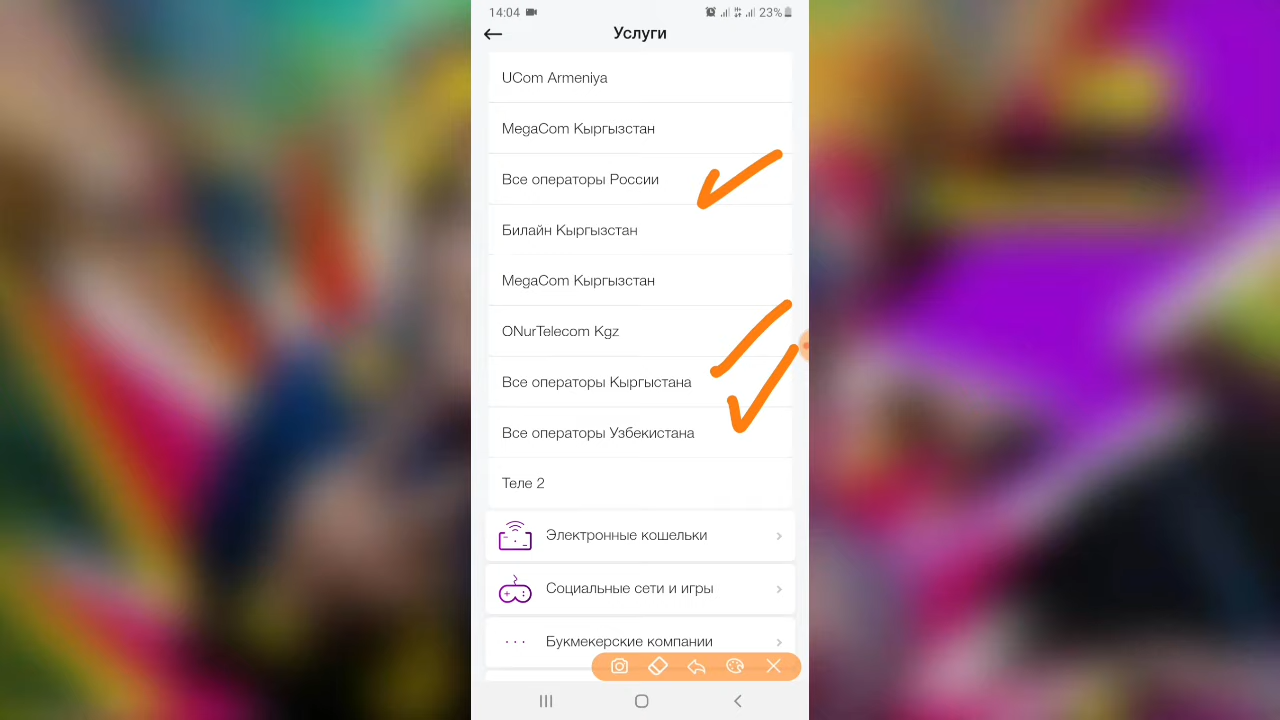 14:04 23%
Услуги
UCom Armeniya
MegaCom Кыргызстан
Все операторы России
Билайн Кыргызстан
MegaCom Кыргызстан
ONurTelecom Kgz
Все операторы Кыргыстана
Все операторы Узбекистана
Теле 2
Электронные кошельки
Социальные сети и игры
Букмекерские компании